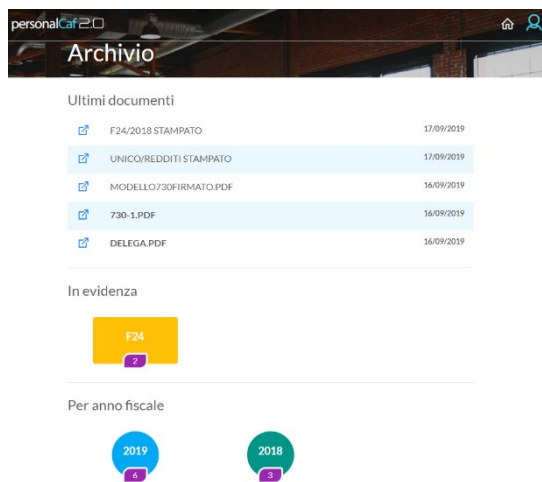 personalCaf 2.0
Archivio
Ultimi documenti
F24/2018 STAMPATO 17/09/2019
UNICO/REDDITI STAMPATO 17/09/2019
MODELLO730FIRMATO.PDF 16/09/2019
730-1.PDF 16/09/2019
DELEGA.PDF 16/09/2019
In evidenza
F24
2
Per anno fiscale
2019 2018
6 3